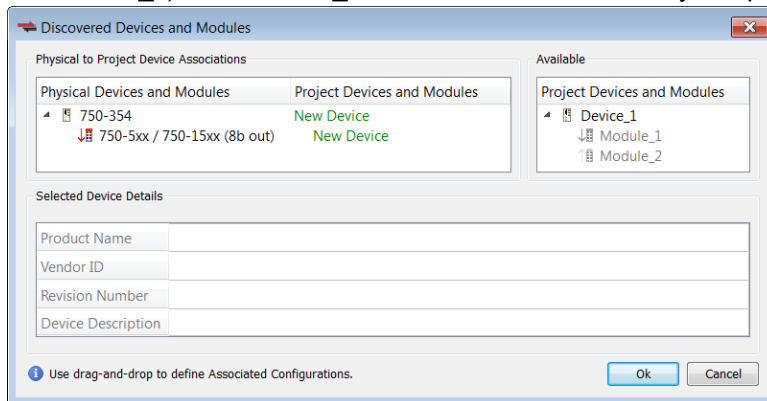 Discovered Devices and Modules
Physical to Project Device Associations
Physical Devices and Modules Project Devices and Modules
750-354 New Device
750-5xx / 750-15xx (8b out) New Device
Available
Project Devices and Modules
Device_1
Module_1
Module_2
Selected Device Details
Product Name
Vendor ID
Revision Number
Device Description
Use drag-and-drop to define Associated Configurations.
Ok Cancel